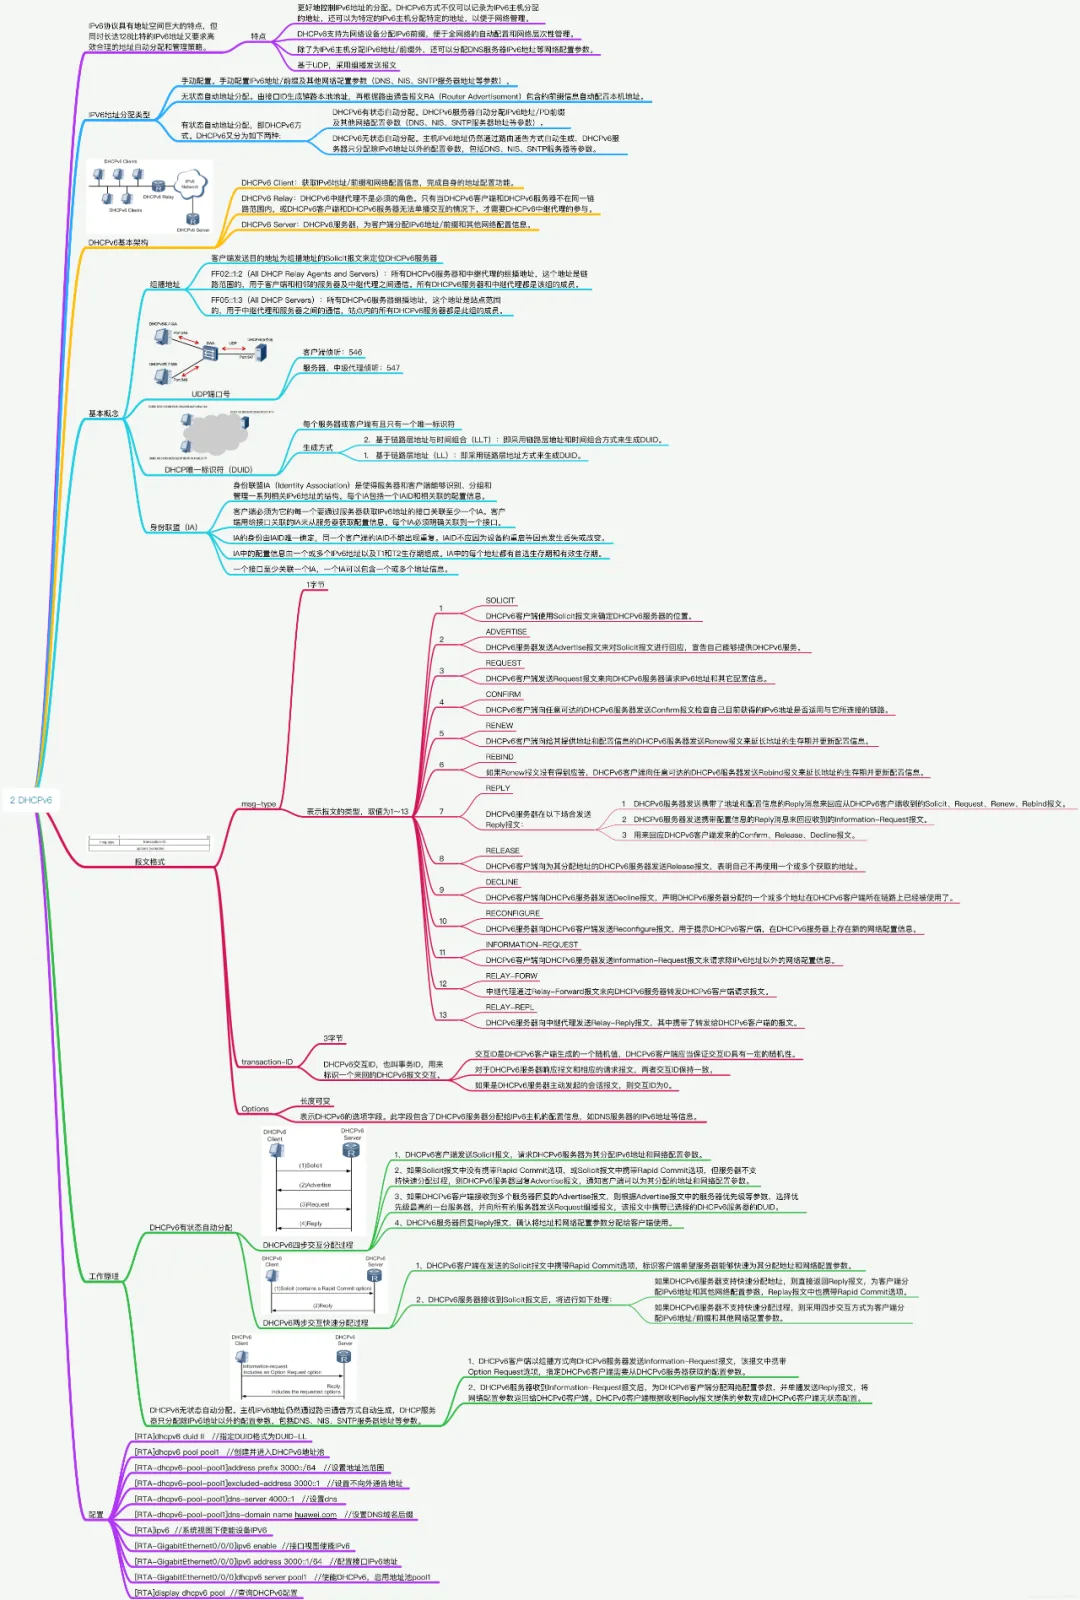 2 DHCPv6
IPv6协议具有地址空间巨大的特点，但
同时长达128比特的IPv6地址又要求高
效合理的地址自动分配和管理策略。
特点
更好地控制IPv6地址的分配。DHCPv6方式不仅可以记录为IPv6主机分配
的地址，还可以为特定的IPv6主机分配特定的地址，以便于网络管理。
DHCPv6支持为网络设备分配IPv6前缀，便于全网络的自动配置和网络层次性管理。
除了为IPv6主机分配IPv6地址/前缀外，还可以分配DNS服务器IPv6地址等网络配置参数。
基于UDP，采用组播发送报文
IPV6地址分配类型
手动配置。手动配置IPv6地址/前缀及其他网络配置参数（DNS、NIS、SNTP服务器地址等参数）。
无状态自动地址分配。由接口ID生成链路本地地址，再根据路由通告报文RA（Router Advertisement）包含的前缀信息自动配置本机地址。
有状态自动地址分配，即DHCPv6方
式。DHCPv6又分为如下两种：
DHCPv6有状态自动分配。DHCPv6服务器自动分配IPv6地址/PD前缀
及其他网络配置参数（DNS、NIS、SNTP服务器地址等参数）。
DHCPv6无状态自动分配。主机IPv6地址仍然通过路由通告方式自动生成，DHCPv6服
务器只分配除IPv6地址以外的配置参数，包括DNS、NIS、SNTP服务器等参数。
DHCPv6 Clients
DHCPv6 Relay
IPv6
Network
DHCPv6 Clients
DHCPv6 Server
DHCPv6基本架构
DHCPv6 Client：获取IPv6地址/前缀和网络配置信息，完成自身的地址配置功能。
DHCPv6 Relay：DHCPv6中继代理不是必须的角色。只有当DHCPv6客户端和DHCPv6服务器不在同一链
路范围内，或DHCPv6客户端和DHCPv6服务器无法单播交互的情况下，才需要DHCPv6中继代理的参与。
DHCPv6 Server：DHCPv6服务器，为客户端分配IPv6地址/前缀和其他网络配置信息。
基本概念
组播地址
客户端发送目的地址为组播地址的Solicit报文来定位DHCPv6服务器
FF02::1:2（All DHCP Relay Agents and Servers）：所有DHCPv6服务器和中继代理的组播地址，这个地址是链
路范围的，用于客户端和相邻的服务器及中继代理之间通信。所有DHCPv6服务器和中继代理都是该组的成员。
FF05::1:3（All DHCP Servers）：所有DHCPv6服务器组播地址，这个地址是站点范围
的，用于中继代理和服务器之间的通信，站点内的所有DHCPv6服务器都是此组的成员。
UDP端口号
客户端侦听：546
服务器、中级代理侦听：547
DHCP唯一标识符（DUID）
每个服务器或客户端有且只有一个唯一标识符
生成方式
2. 基于链路层地址与时间组合（LLT）：即采用链路层地址和时间组合方式来生成DUID。
1. 基于链路层地址（LL）：即采用链路层地址方式来生成DUID。
身份联盟（IA）
身份联盟IA（Identity Association）是使得服务器和客户端能够识别、分组和
管理一系列相关IPv6地址的结构。每个IA包括一个IAID和相关联的配置信息。
客户端必须为它的每一个要通过服务器获取IPv6地址的接口关联至少一个IA。客户
端用给接口关联的IA来从服务器获取配置信息。每个IA必须明确关联到一个接口。
IA的身份由IAID唯一确定，同一个客户端的IAID不能出现重复。IAID不应因为设备的重启等因素发生丢失或改变。
IA中的配置信息由一个或多个IPv6地址以及T1和T2生存期组成。IA中的每个地址都有首选生存期和有效生存期。
一个接口至少关联一个IA，一个IA可以包含一个或多个地址信息。
报文格式
msg-type
1字节
表示报文的类型，取值为1～13
1
SOLICIT
DHCPv6客户端使用Solicit报文来确定DHCPv6服务器的位置。
2
ADVERTISE
DHCPv6服务器发送Advertise报文来对Solicit报文进行回应，宣告自己能够提供DHCPv6服务。
3
REQUEST
DHCPv6客户端发送Request报文来向DHCPv6服务器请求IPv6地址和其它配置信息。
4
CONFIRM
DHCPv6客户端向任意可达的DHCPv6服务器发送Confirm报文检查自己目前获得的IPv6地址是否适用与它所连接的链路。
5
RENEW
DHCPv6客户端向给其提供地址和配置信息的DHCPv6服务器发送Renew报文来延长地址的生存期并更新配置信息。
6
REBIND
如果Renew报文没有得到应答，DHCPv6客户端向任意可达的DHCPv6服务器发送Rebind报文来延长地址的生存期并更新配置信息。
7
REPLY
DHCPv6服务器在以下场合发送
Reply报文：
1 DHCPv6服务器发送携带了地址和配置信息的Reply消息来回应从DHCPv6客户端收到的Solicit、Request、Renew、Rebind报文。
2 DHCPv6服务器发送携带配置信息的Reply消息来回应收到的Information-Request报文。
3 用来回应DHCPv6客户端发来的Confirm、Release、Decline报文。
8
RELEASE
DHCPv6客户端向为其分配地址的DHCPv6服务器发送Release报文，表明自己不再使用一个或多个获取的地址。
9
DECLINE
DHCPv6客户端向DHCPv6服务器发送Decline报文，声明DHCPv6服务器分配的一个或多个地址在DHCPv6客户端所在链路上已经被使用了。
10
RECONFIGURE
DHCPv6服务器向DHCPv6客户端发送Reconfigure报文，用于提示DHCPv6客户端，在DHCPv6服务器上存在新的网络配置信息。
11
INFORMATION-REQUEST
DHCPv6客户端向DHCPv6服务器发送Information-Request报文来请求除IPv6地址以外的网络配置信息。
12
RELAY-FORW
中继代理通过Relay-Forward报文来向DHCPv6服务器转发DHCPv6客户端请求报文。
13
RELAY-REPL
DHCPv6服务器向中继代理发送Relay-Reply报文，其中携带了转发给DHCPv6客户端的报文。
transaction-ID
3字节
DHCPv6交互ID，也叫事务ID，用来
标识一个来回的DHCPv6报文交互。
交互ID是DHCPv6客户端生成的一个随机值，DHCPv6客户端应当保证交互ID具有一定的随机性。
对于DHCPv6服务器响应报文和相应的请求报文，两者交互ID保持一致。
如果是DHCPv6服务器主动发起的会话报文，则交互ID为0。
Options
长度可变
表示DHCPv6的选项字段。此字段包含了DHCPv6服务器分配给IPv6主机的配置信息，如DNS服务器的IPv6地址等信息。
工作原理
DHCPv6有状态自动分配
DHCPv6
Client
DHCPv6
Server
(1)Solicit
(2)Advertise
(3)Request
(4)Reply
DHCPv6四步交互分配过程
1、DHCPv6客户端发送Solicit报文，请求DHCPv6服务器为其分配IPv6地址和网络配置参数。
2、如果Solicit报文中没有携带Rapid Commit选项，或Solicit报文中携带Rapid Commit选项，但服务器不支
持快速分配过程，则DHCPv6服务器回复Advertise报文，通知客户端可以为其分配的地址和网络配置参数。
3、如果DHCPv6客户端接收到多个服务器回复的Advertise报文，则根据Advertise报文中的服务器优先级等参数，选择优
先级最高的一台服务器，并向所有的服务器发送Request组播报文，该报文中携带已选择的DHCPv6服务器的DUID。
4、DHCPv6服务器回复Reply报文，确认将地址和网络配置参数分配给客户端使用。
DHCPv6
Client
DHCPv6
Server
(1)Solicit (contains a Rapid Commit option)
(2)Reply
DHCPv6两步交互快速分配过程
1、DHCPv6客户端在发送的Solicit报文中携带Rapid Commit选项，标识客户端希望服务器能够快速为其分配地址和网络配置参数。
2、DHCPv6服务器接收到Solicit报文后，将进行如下处理：
如果DHCPv6服务器支持快速分配地址，则直接返回Reply报文，为客户端分
配IPv6地址和其他网络配置参数，Replay报文中也携带Rapid Commit选项。
如果DHCPv6服务器不支持快速分配过程，则采用四步交互方式为客户端分
配IPv6地址/前缀和其他网络配置参数。
DHCPv6
Client
DHCPv6
Server
Information-request
includes an Option Request option
Reply
includes the requested options
DHCPv6无状态自动分配。主机IPv6地址仍然通过路由通告方式自动生成，DHCP服务
器只分配除IPv6地址以外的配置参数，包括DNS、NIS、SNTP服务器地址等参数。
1、DHCPv6客户端以组播方式向DHCPv6服务器发送Information-Request报文，该报文中携带
Option Request选项，指定DHCPv6客户端需要从DHCPv6服务器获取的配置参数。
2、DHCPv6服务器收到Information-Request报文后，为DHCPv6客户端分配网络配置参数，并单播发送Reply报文，将
网络配置参数返回给DHCPv6客户端。DHCPv6客户端根据收到Reply报文提供的参数完成DHCPv6客户端无状态配置。
配置
[RTA]dhcpv6 duid ll //指定DUID格式为DUID-LL
[RTA]dhcpv6 pool pool1 //创建并进入DHCPv6地址池
[RTA-dhcpv6-pool-pool1]address prefix 3000::/64 //设置地址池范围
[RTA-dhcpv6-pool-pool1]excluded-address 3000::1 //设置不向外通告地址
[RTA-dhcpv6-pool-pool1]dns-server 4000::1 //设置dns
[RTA-dhcpv6-pool-pool1]dns-domain name huawei.com //设置DNS域名后缀
[RTA]ipv6 //系统视图下使能设备IPV6
[RTA-GigabitEthernet0/0/0]ipv6 enable //接口视图使能IPv6
[RTA-GigabitEthernet0/0/0]ipv6 address 3000::1/64 //配置接口IPv6地址
[RTA-GigabitEthernet0/0/0]dhcpv6 server pool1 //使能DHCPv6，启用地址池pool1
[RTA]display dhcpv6 pool //查询DHCPv6配置